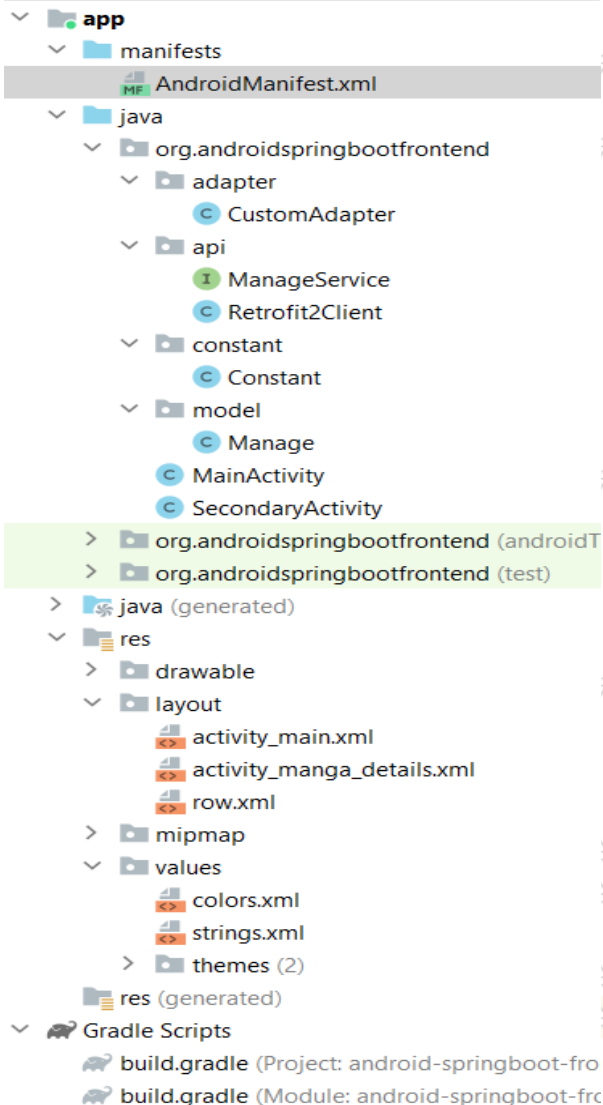 app
manifests
MF AndroidManifest.xml
java
org.androidspringbootfrontend
adapter
C CustomAdapter
api
I ManageService
C Retrofit2Client
constant
C Constant
model
C Manage
C MainActivity
C SecondaryActivity
org.androidspringbootfrontend (androidT
org.androidspringbootfrontend (test)
java (generated)
res
drawable
layout
<> activity_main.xml
<> activity_manga_details.xml
<> row.xml
mipmap
values
<> colors.xml
<> strings.xml
themes (2)
res (generated)
Gradle Scripts
build.gradle (Project: android-springboot-fro
build.gradle (Module: android-springboot-fro